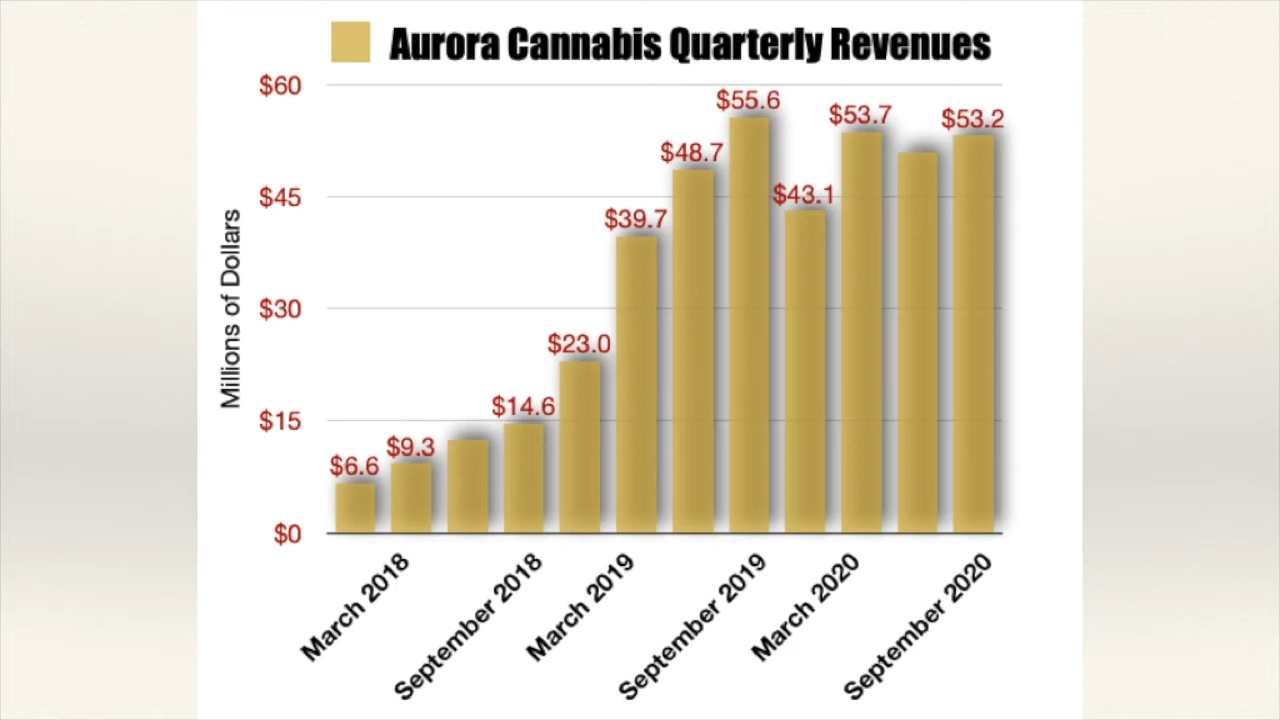 Aurora Cannabis Quarterly Revenues
Millions of Dollars
$60
$45
$30
$15
$0
$6.6
$9.3
$14.6
$23.0
$39.7
$48.7
$55.6
$43.1
$53.7
$53.2
March 2018
September 2018
March 2019
September 2019
March 2020
September 2020